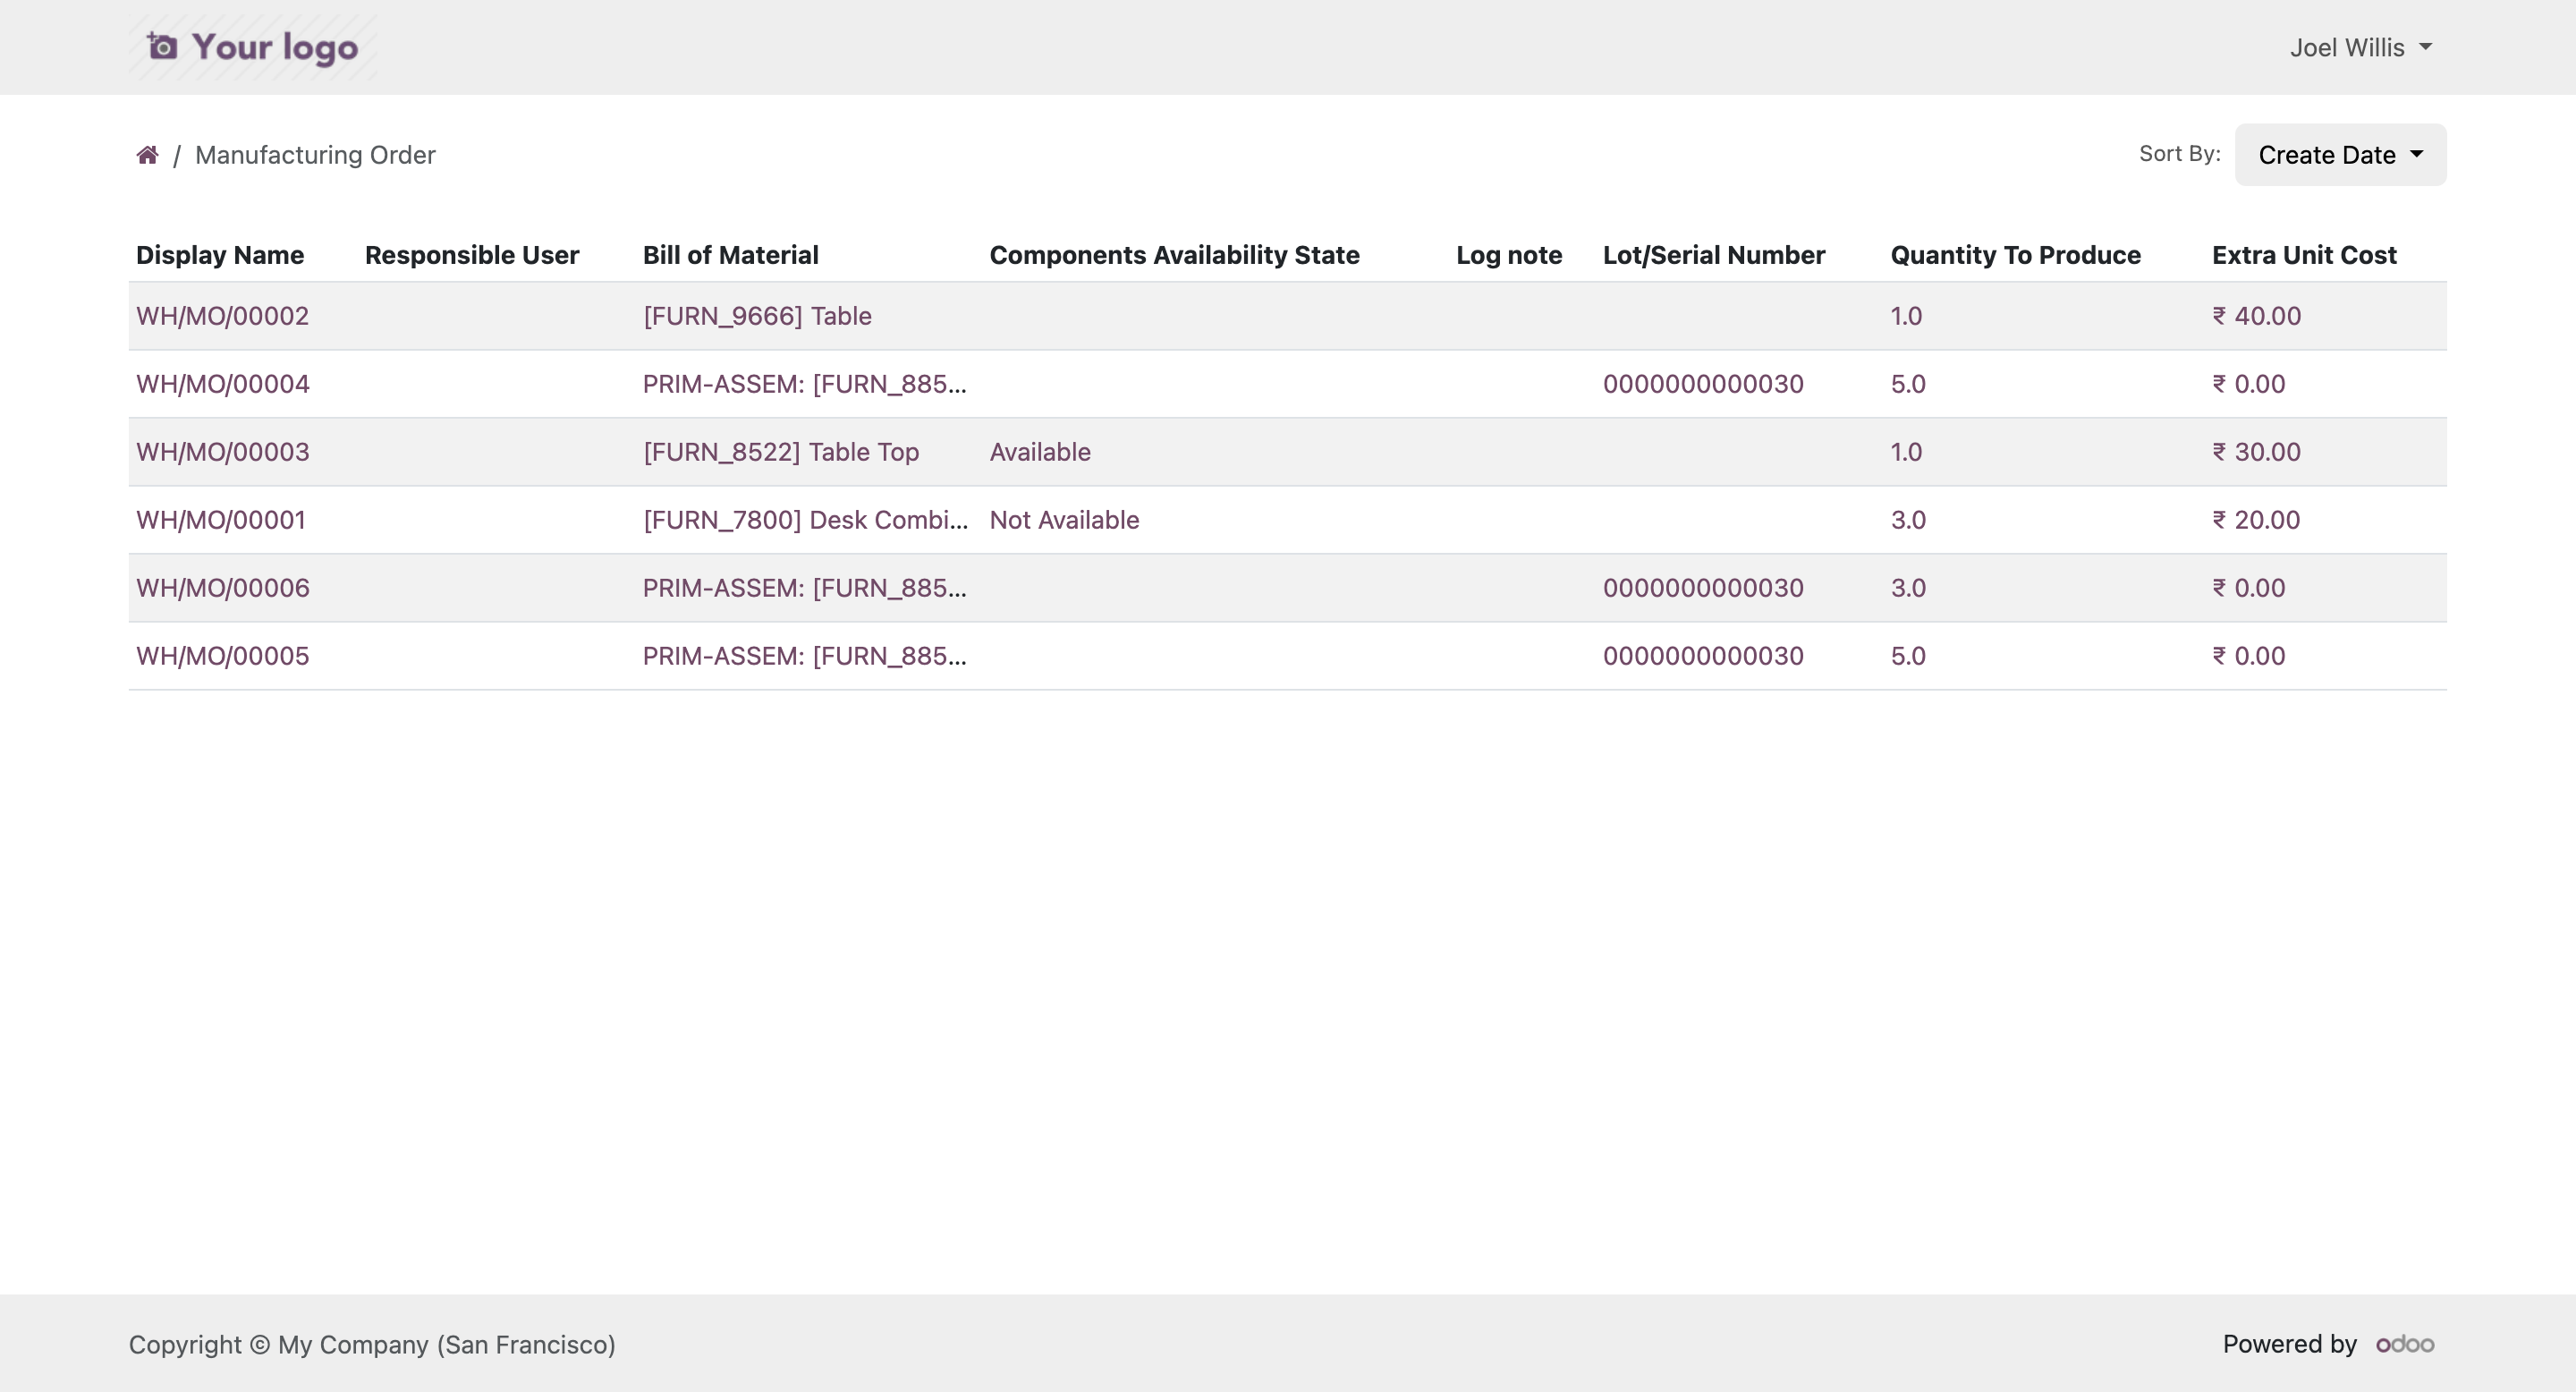 Your logo
Joel Willis
/ Manufacturing Order
Sort By: Create Date
Display Name Responsible User Bill of Material Components Availability State Log note Lot/Serial Number Quantity To Produce Extra Unit Cost
WH/MO/00002 [FURN_9666] Table 1.0 ₹ 40.00
WH/MO/00004 PRIM-ASSEM: [FURN_885... 0000000000030 5.0 ₹ 0.00
WH/MO/00003 [FURN_8522] Table Top Available 1.0 ₹ 30.00
WH/MO/00001 [FURN_7800] Desk Combi... Not Available 3.0 ₹ 20.00
WH/MO/00006 PRIM-ASSEM: [FURN_885... 0000000000030 3.0 ₹ 0.00
WH/MO/00005 PRIM-ASSEM: [FURN_885... 0000000000030 5.0 ₹ 0.00
Copyright © My Company (San Francisco)
Powered by odoo